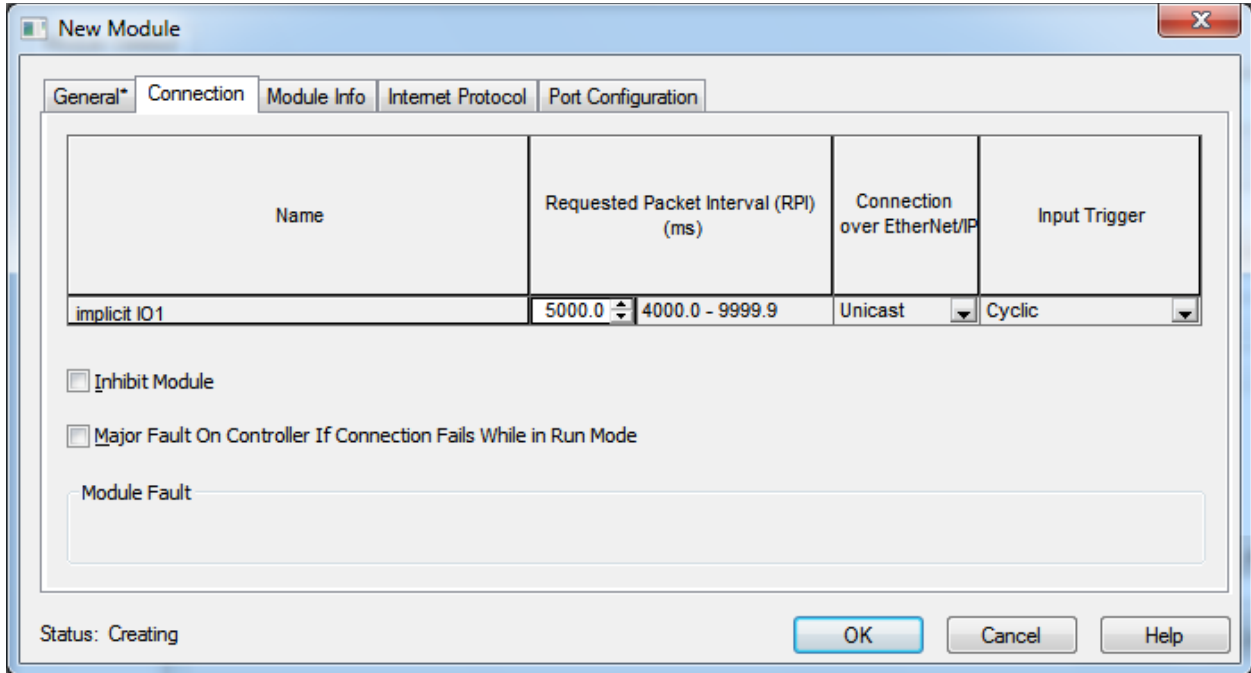 New Module
General* Connection Module Info Internet Protocol Port Configuration
Name
Requested Packet Interval (RPI)
(ms)
Connection
over EtherNet/IP
Input Trigger
implicit IO1 5000.0 4000.0 - 9999.9 Unicast Cyclic
Inhibit Module
Major Fault On Controller If Connection Fails While in Run Mode
Module Fault
Status: Creating OK Cancel Help